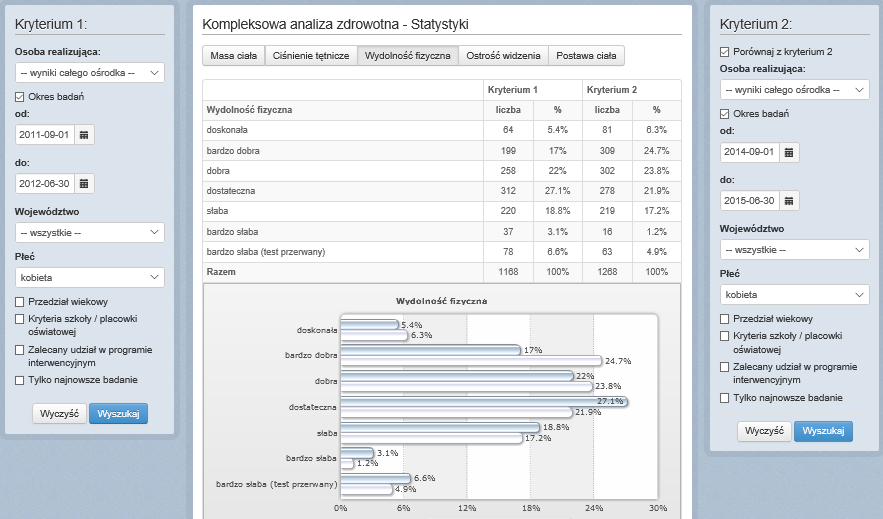 Kryterium 1:
Osoba realizująca:
-- wyniki całego ośrodka --
Okres badań
od:
2011-09-01
do:
2012-06-30
Województwo
-- wszystkie --
Płeć
kobieta
Przedział wiekowy
Kryteria szkoły / placówki
oświatowej
Zalecany udział w programie
interwencyjnym
Tylko najnowsze badanie
Wyczyść Wyszukaj
Kompleksowa analiza zdrowotna - Statystyki
Masa ciała Ciśnienie tętnicze Wydolność fizyczna Ostrość widzenia Postawa ciała
Kryterium 1 Kryterium 2
Wydolność fizyczna liczba % liczba %
doskonała 64 5.4% 81 6.3%
bardzo dobra 199 17% 309 24.7%
dobra 258 22% 302 23.8%
dostateczna 312 27.1% 278 21.9%
słaba 220 18.8% 219 17.2%
bardzo słaba 37 3.1% 16 1.2%
bardzo słaba (test przerwany) 78 6.6% 63 4.9%
Razem 1168 100% 1268 100%
Wydolność fizyczna
doskonała 5.4%
6.3%
bardzo dobra 17%
24.7%
dobra 22%
23.8%
dostateczna 27.1%
21.9%
słaba 18.8%
17.2%
bardzo słaba 3.1%
1.2%
bardzo słaba (test przerwany) 6.6%
4.9%
0% 6% 12% 18% 24% 30%
Kryterium 2:
Porównaj z kryterium 2
Osoba realizująca:
-- wyniki całego ośrodka --
Okres badań
od:
2014-09-01
do:
2015-06-30
Województwo
-- wszystkie --
Płeć
kobieta
Przedział wiekowy
Kryteria szkoły / placówki
oświatowej
Zalecany udział w programie
interwencyjnym
Tylko najnowsze badanie
Wyczyść Wyszukaj